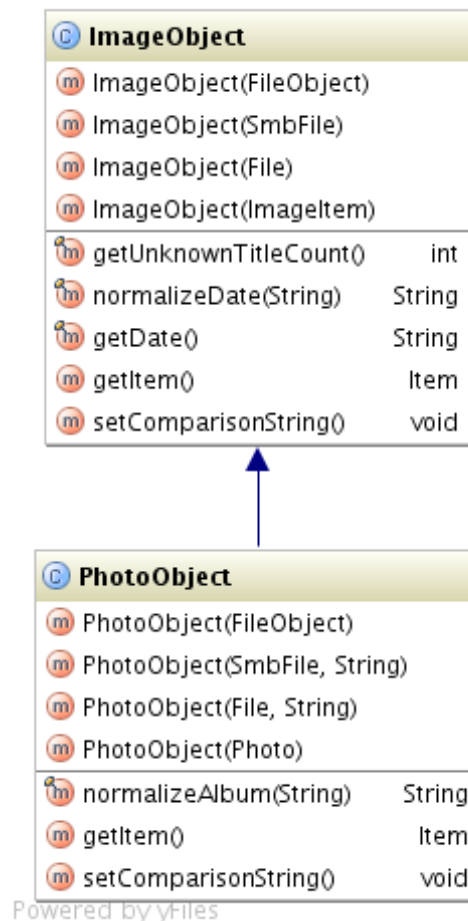 C ImageObject
m ImageObject(FileObject)
m ImageObject(SmbFile)
m ImageObject(File)
m ImageObject(ImageItem)
m getUnknownTitleCount() int
m normalizeDate(String) String
m getDate() String
m getItem() Item
m setComparisonString() void
C PhotoObject
m PhotoObject(FileObject)
m PhotoObject(SmbFile, String)
m PhotoObject(File, String)
m PhotoObject(Photo)
m normalizeAlbum(String) String
m getItem() Item
m setComparisonString() void
Powered by yFiles